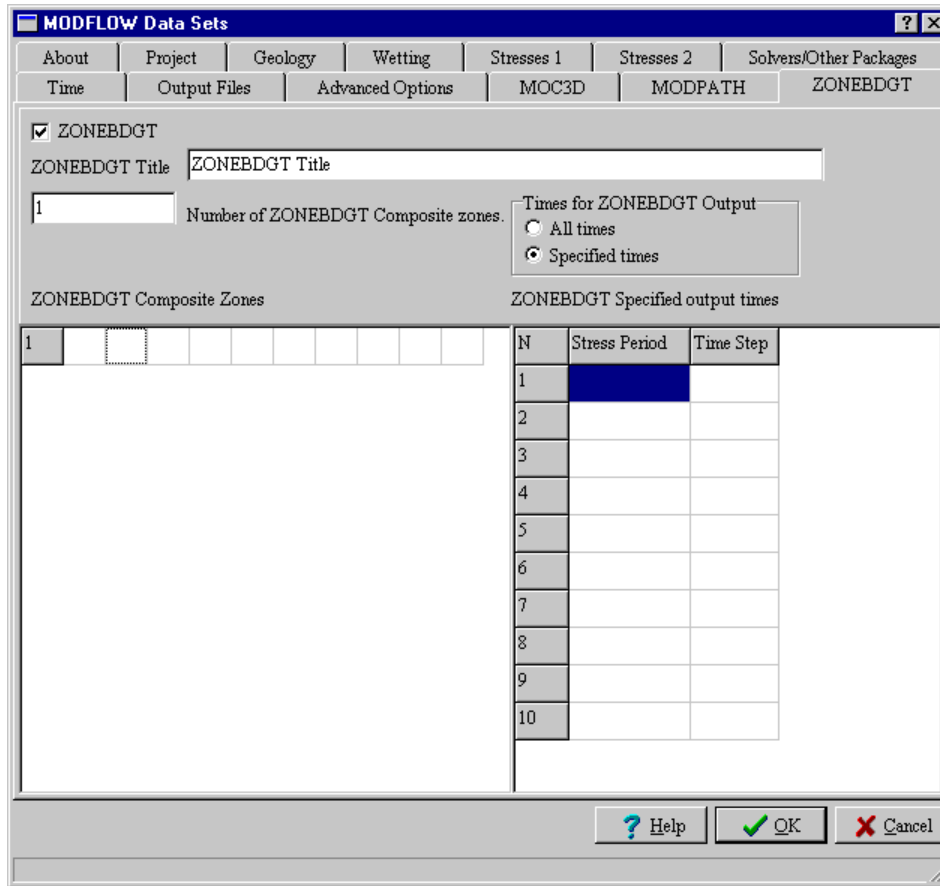 MODFLOW Data Sets
About Project Geology Wetting Stresses 1 Stresses 2 Solvers/Other Packages
Time Output Files Advanced Options MOC3D MODPATH ZONEBDGT
ZONEBDGT
ZONEBDGT Title ZONEBDGT Title
1 Number of ZONEBDGT Composite zones.
Times for ZONEBDGT Output
All times
Specified times
ZONEBDGT Composite Zones
ZONEBDGT Specified output times
1
N Stress Period Time Step
1
2
3
4
5
6
7
8
9
10
? Help OK Cancel